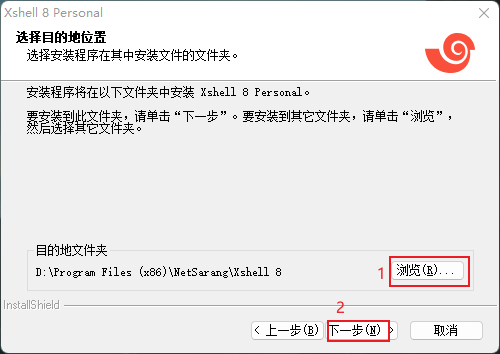 Xshell 8 Personal
选择目的地位置
选择安装程序在其中安装文件的文件夹。
安装程序将在以下文件夹中安装 Xshell 8 Personal。
要安装到此文件夹，请单击“下一步”。要安装到其它文件夹，请单击“浏览”，
然后选择其它文件夹。
目的地文件夹
D:\Program Files (x86)\NetSarang\Xshell 8
1
浏览(R)...
InstallShield
2
< 上一步(B)
下一步(N) >
取消